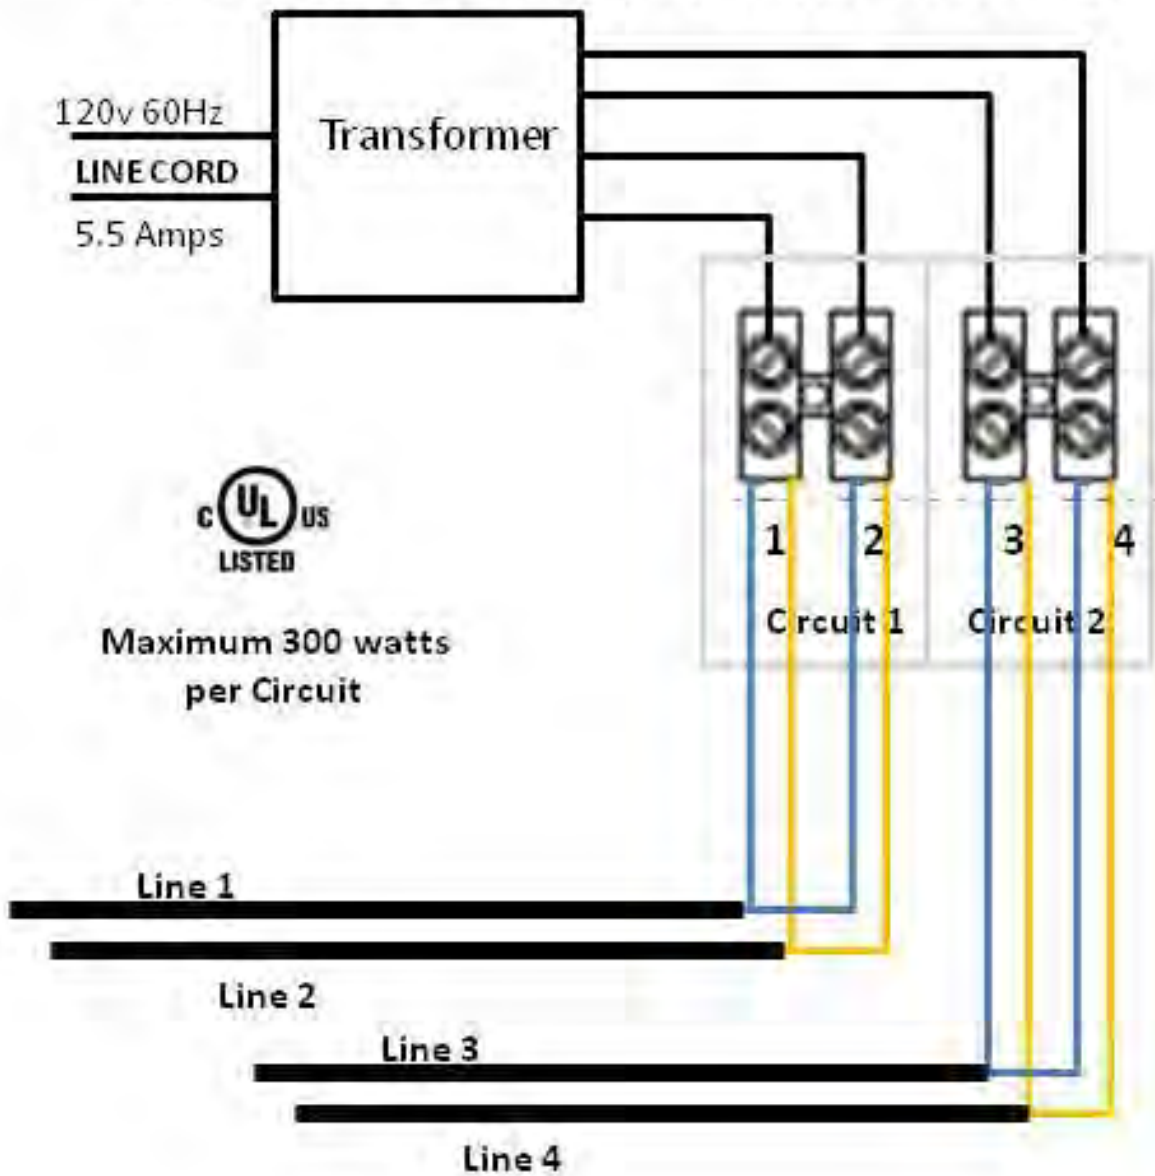 120v 60Hz
LINE CORD
5.5 Amps
Transformer
C UL US
LISTED
Maximum 300 watts
per Circuit
1 2 3 4
Circuit 1 Circuit 2
Line 1
Line 2
Line 3
Line 4